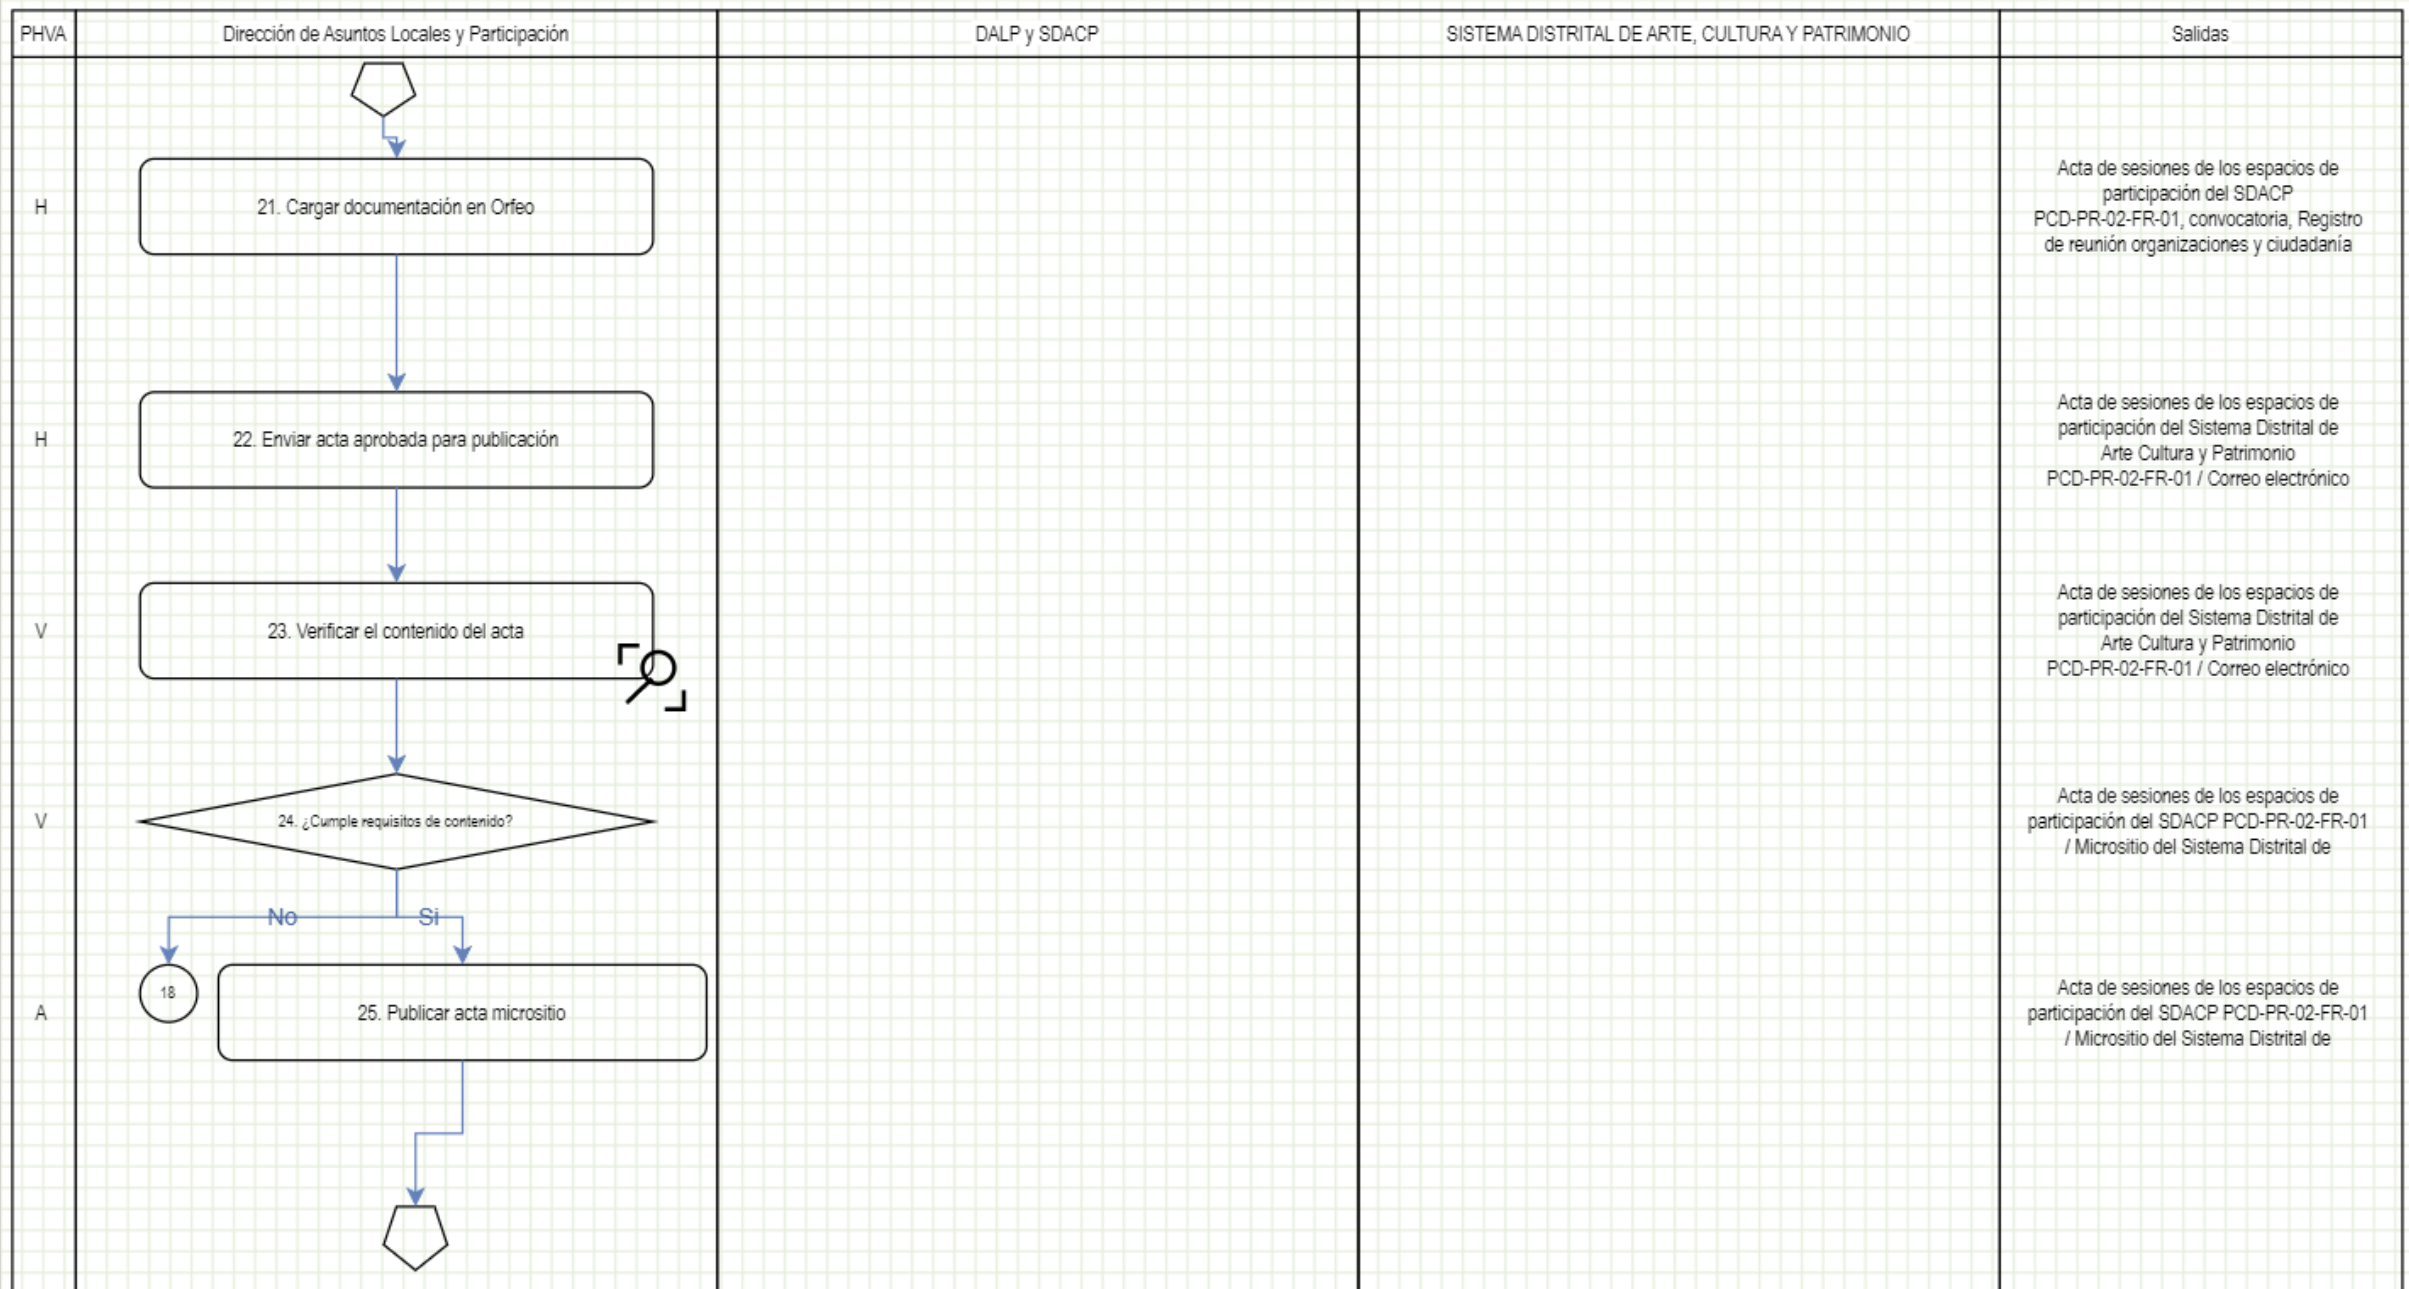 PHVA
Dirección de Asuntos Locales y Participación
DALP y SDACP
SISTEMA DISTRITAL DE ARTE, CULTURA Y PATRIMONIO
Salidas
H
21. Cargar documentación en Orfeo
Acta de sesiones de los espacios de
participación del SDACP
PCD-PR-02-FR-01, convocatoria, Registro
de reunión organizaciones y ciudadanía
H
22. Enviar acta aprobada para publicación
Acta de sesiones de los espacios de
participación del Sistema Distrital de
Arte Cultura y Patrimonio
PCD-PR-02-FR-01 / Correo electrónico
V
23. Verificar el contenido del acta
Acta de sesiones de los espacios de
participación del Sistema Distrital de
Arte Cultura y Patrimonio
PCD-PR-02-FR-01 / Correo electrónico
V
24. ¿Cumple requisitos de contenido?
Acta de sesiones de los espacios de
participación del SDACP PCD-PR-02-FR-01
/ Micrositio del Sistema Distrital de
No
Si
A
18
25. Publicar acta micrositio
Acta de sesiones de los espacios de
participación del SDACP PCD-PR-02-FR-01
/ Micrositio del Sistema Distrital de